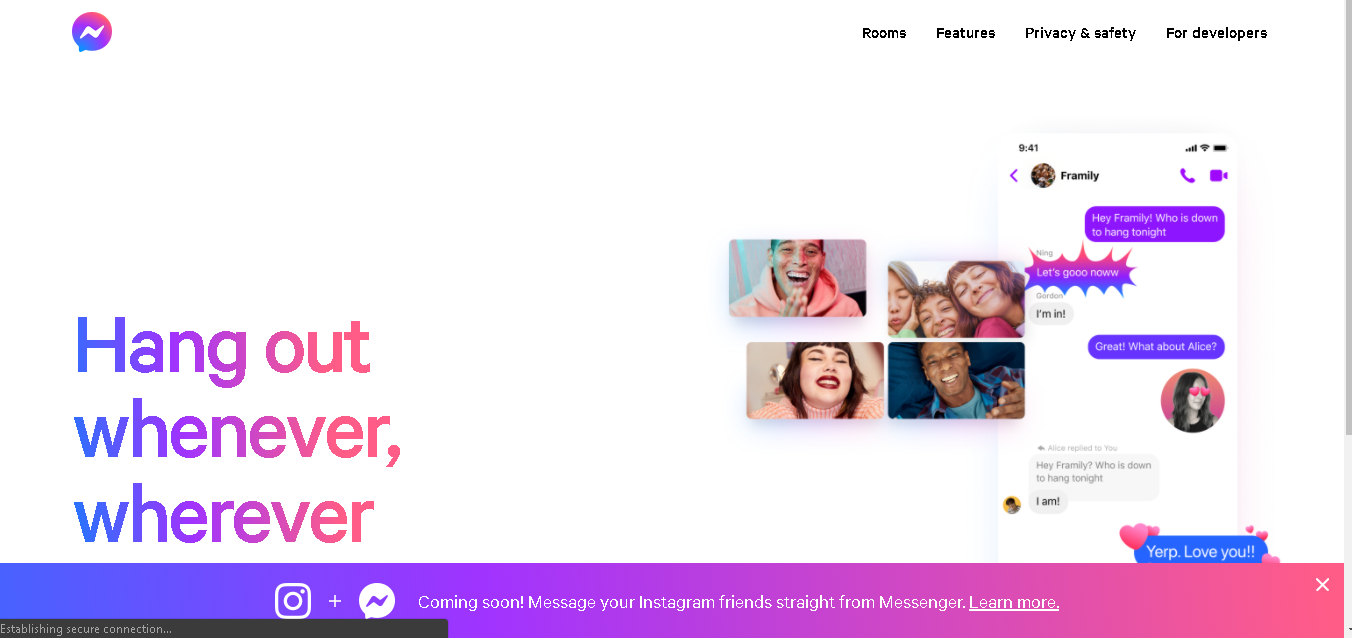 Rooms Features Privacy & safety For developers
Hang out
whenever,
wherever
9:41
Framily
Hey Framily! Who is down
to hang tonight
Ning
Let's gooo noww
Gordon
I'm in!
Great! What about Alice?
Alice replied to You
Hey Framily? Who is down
to hang tonight
I am!
Yerp. Love you!!
+ Coming soon! Message your Instagram friends straight from Messenger. Learn more.
Establishing secure connection...